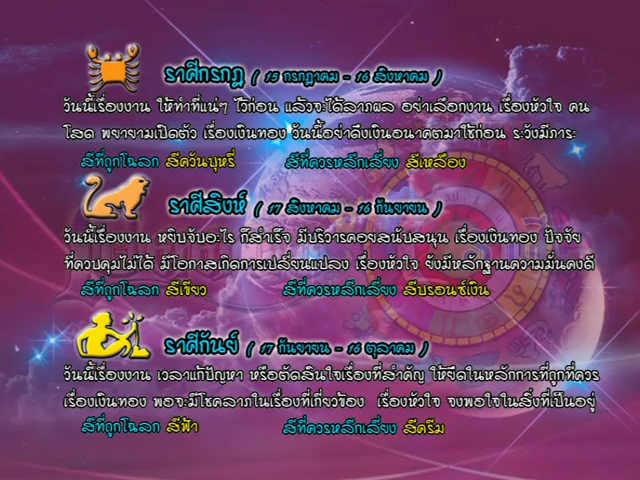 ราศีกรกฎ ( 15 กรกฎาคม - 16 สิงหาคม )
วันนี้เรื่องงาน ให้ทำที่แน่ๆ ไว้ก่อน แล้วจะได้ลาภผล อย่าเลือกงาน เรื่องหัวใจ คน
โสด พยายามเปิดตัว เรื่องเงินทอง วันนี้อย่าดึงเงินอนาคตมาใช้ก่อน ระวังมีภาระ
สีที่ถูกโฉลก สีควันบุหรี่ สีที่ควรหลีกเลี่ยง สีเหลือง
ราศีสิงห์ ( 17 สิงหาคม - 16 กันยายน )
วันนี้เรื่องงาน หยิบจับอะไร ก็สำเร็จ มีบริวารคอยสนับสนุน เรื่องเงินทอง ปัจจัย
ที่ควบคุมไม่ได้ มีโอกาสเกิดการเปลี่ยนแปลง เรื่องหัวใจ ยังมีหลักฐานความมั่นคงดี
สีที่ถูกโฉลก สีเขียว สีที่ควรหลีกเลี่ยง สีบรอนซ์เงิน
ราศีกันย์ ( 17 กันยายน - 16 ตุลาคม )
วันนี้เรื่องงาน เวลาแก้ปัญหา หรือตัดสินใจเรื่องที่สำคัญ ให้ยึดในหลักการที่ถูกที่ควร
เรื่องเงินทอง พอจะมีโชคลาภในเรื่องที่เกี่ยวข้อง เรื่องหัวใจ จงพอใจในสิ่งที่เป็นอยู่
สีที่ถูกโฉลก สีฟ้า สีที่ควรหลีกเลี่ยง สีครีม